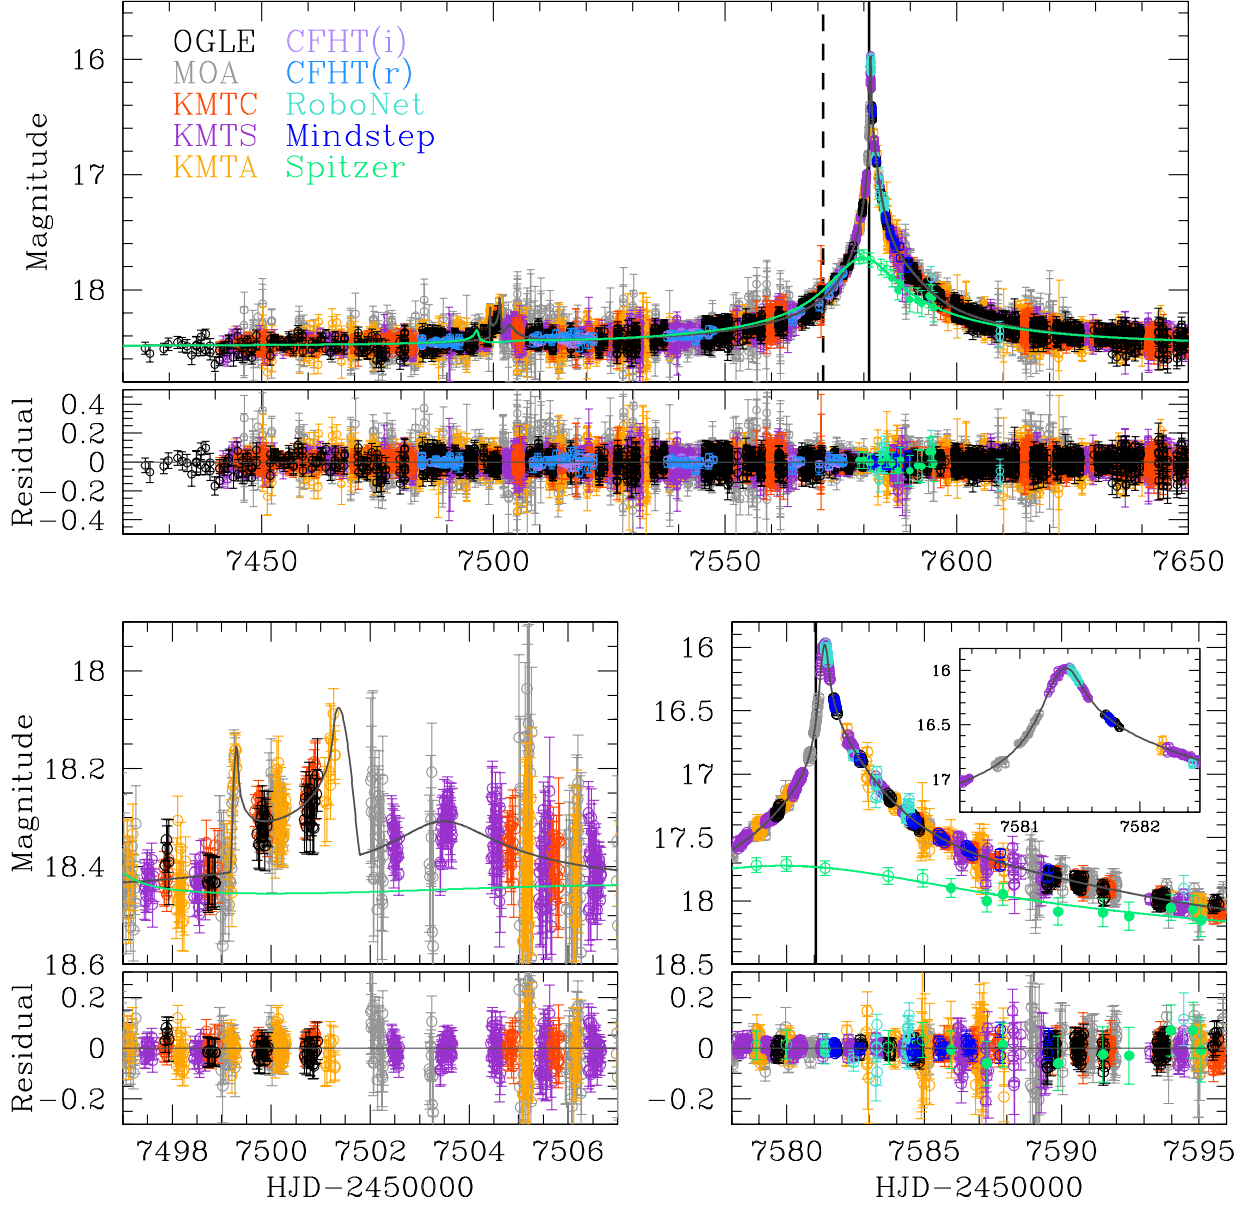 OGLE CFHT(i)
MOA CFHT(r)
KMTC RoboNet
KMTS Mindstep
KMTA Spitzer
Magnitude
16
17
18
Residual
0.4
0.2
0
−0.2
−0.4
7450 7500 7550 7600 7650
Magnitude
18
18.2
18.4
18.6
Residual
0.2
0
−0.2
7498 7500 7502 7504 7506
HJD−2450000
16
16.5
17
17.5
18
18.5
16
16.5
17
7581 7582
0.2
0
−0.2
7580 7585 7590 7595
HJD−2450000